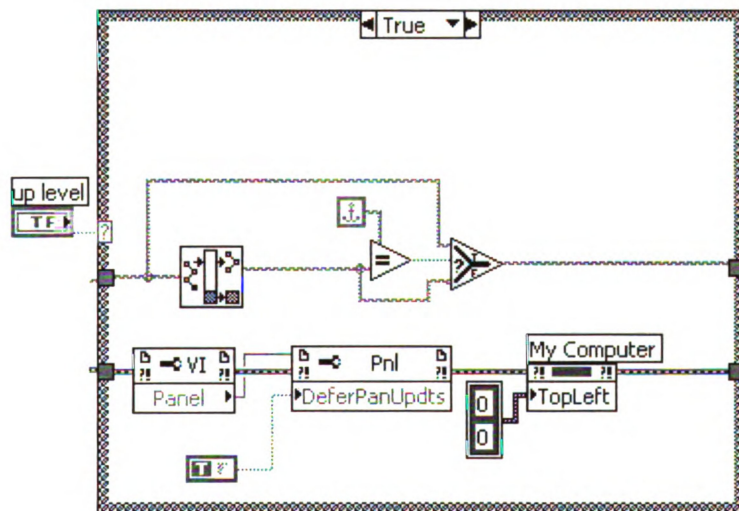 True
up level
TF
?
=
?
VI
Panel
Pnl
DeferPanUpdts
My Computer
TopLeft
0
0
T